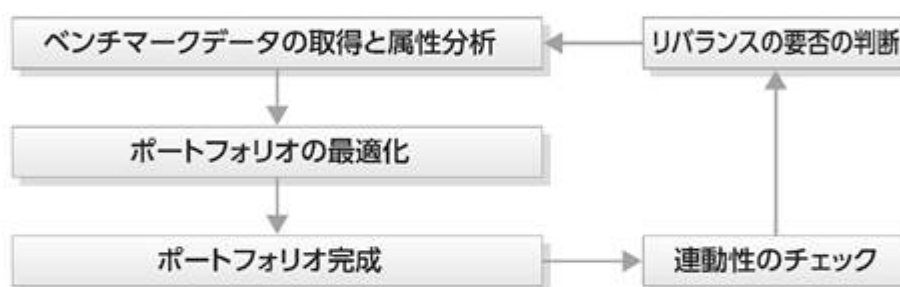 ベンチマークデータの取得と属性分析
リバランスの要否の判断
ポートフォリオの最適化
ポートフォリオ完成
連動性のチェック